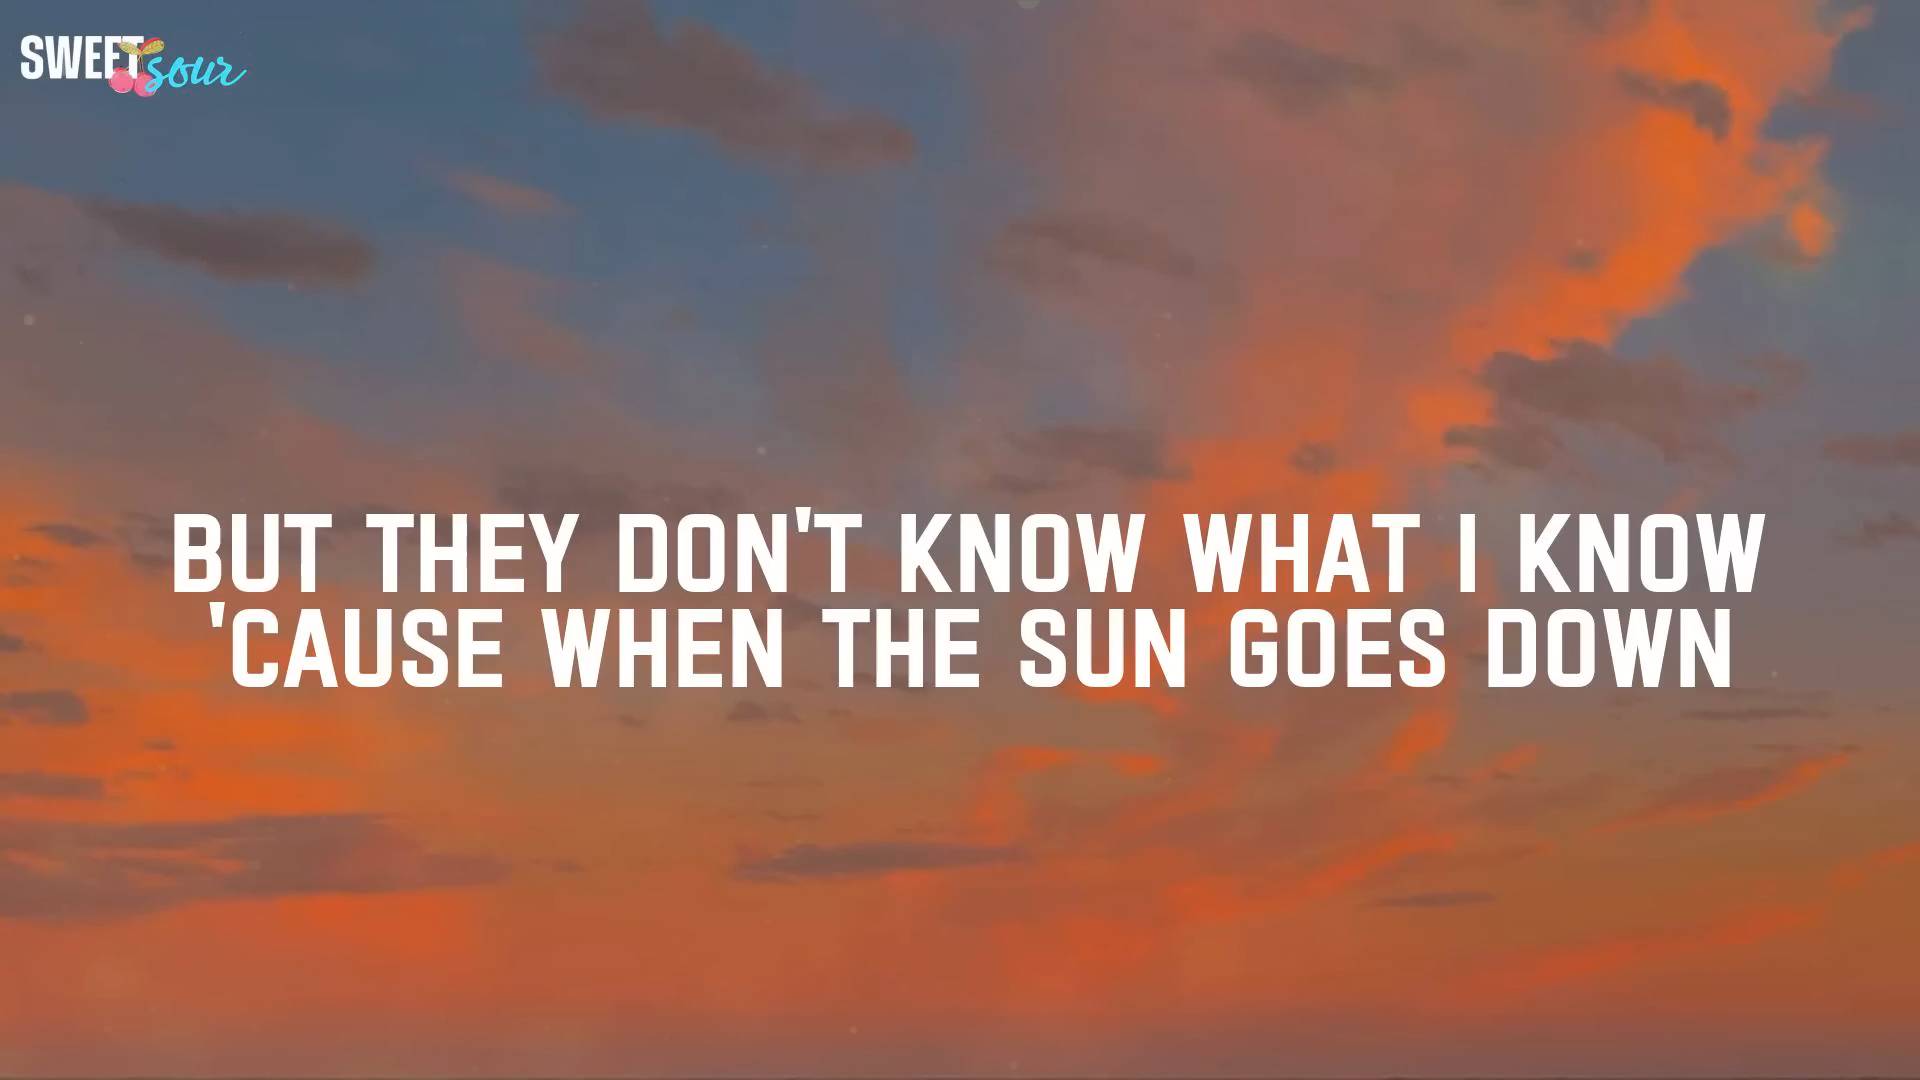 SWEET sour
BUT THEY DON'T KNOW WHAT I KNOW
'CAUSE WHEN THE SUN GOES DOWN